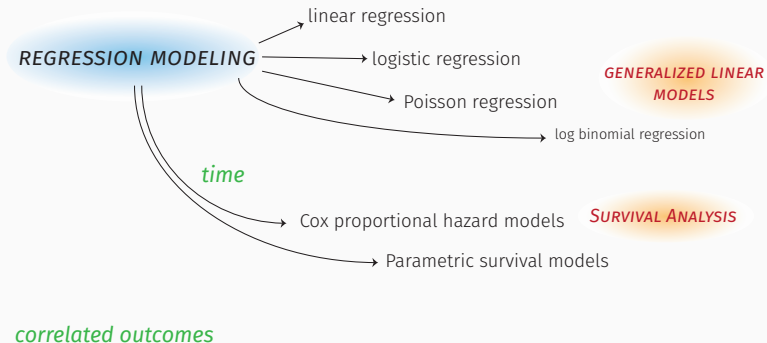 linear regression
REGRESSION MODELING
logistic regression
GENERALIZED LINEAR
MODELS
Poisson regression
log binomial regression
time
Cox proportional hazard models
SURVIVAL ANALYSIS
Parametric survival models
correlated outcomes